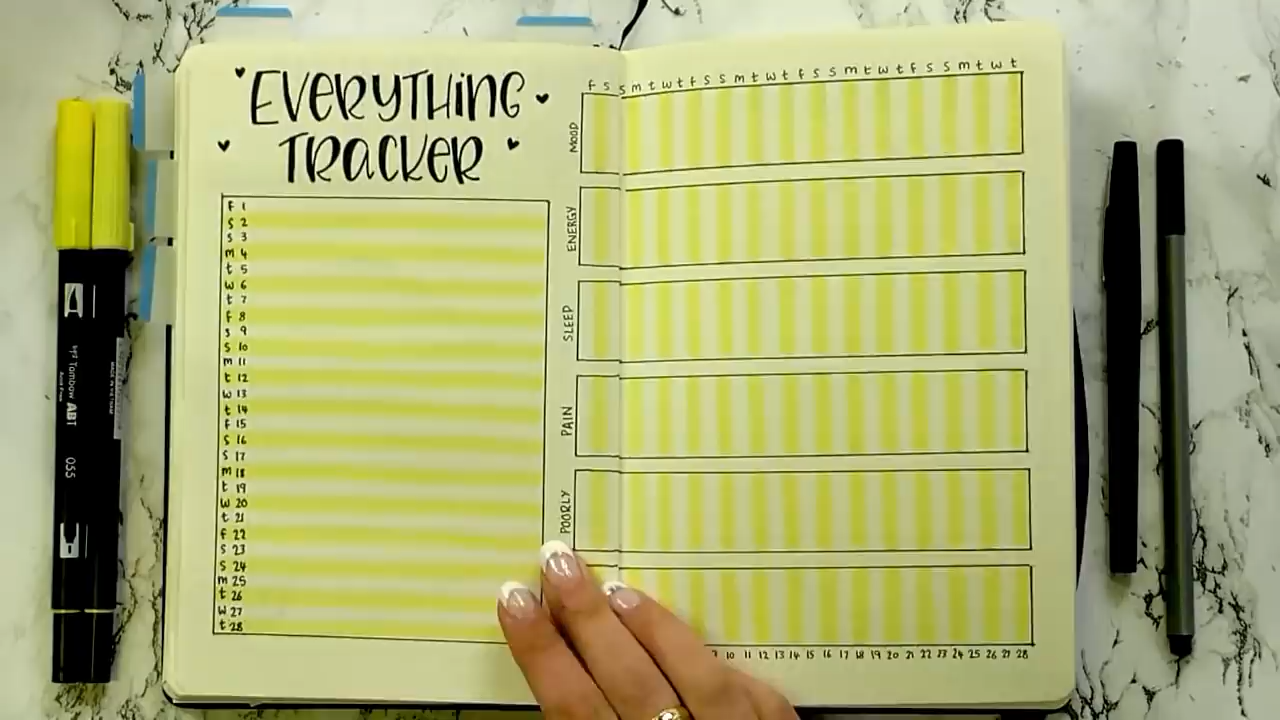 EVERYTHING
TRACKER
F 1
S 2
S 3
m 4
t 5
w 6
t 7
F 8
S 9
S 10
m 11
t 12
w 13
t 14
F 15
S 16
S 17
m 18
t 19
w 20
t 21
F 22
S 23
S 24
m 25
t 26
w 27
t 28
f s s m t w t f s s m t w t f s s m t w t f s s m t w t
MOOD
ENERGY
SLEEP
PAIN
POORLY
9 10 11 12 13 14 15 16 17 18 19 20 21 22 23 24 25 26 27 28
Tombow ABT
055